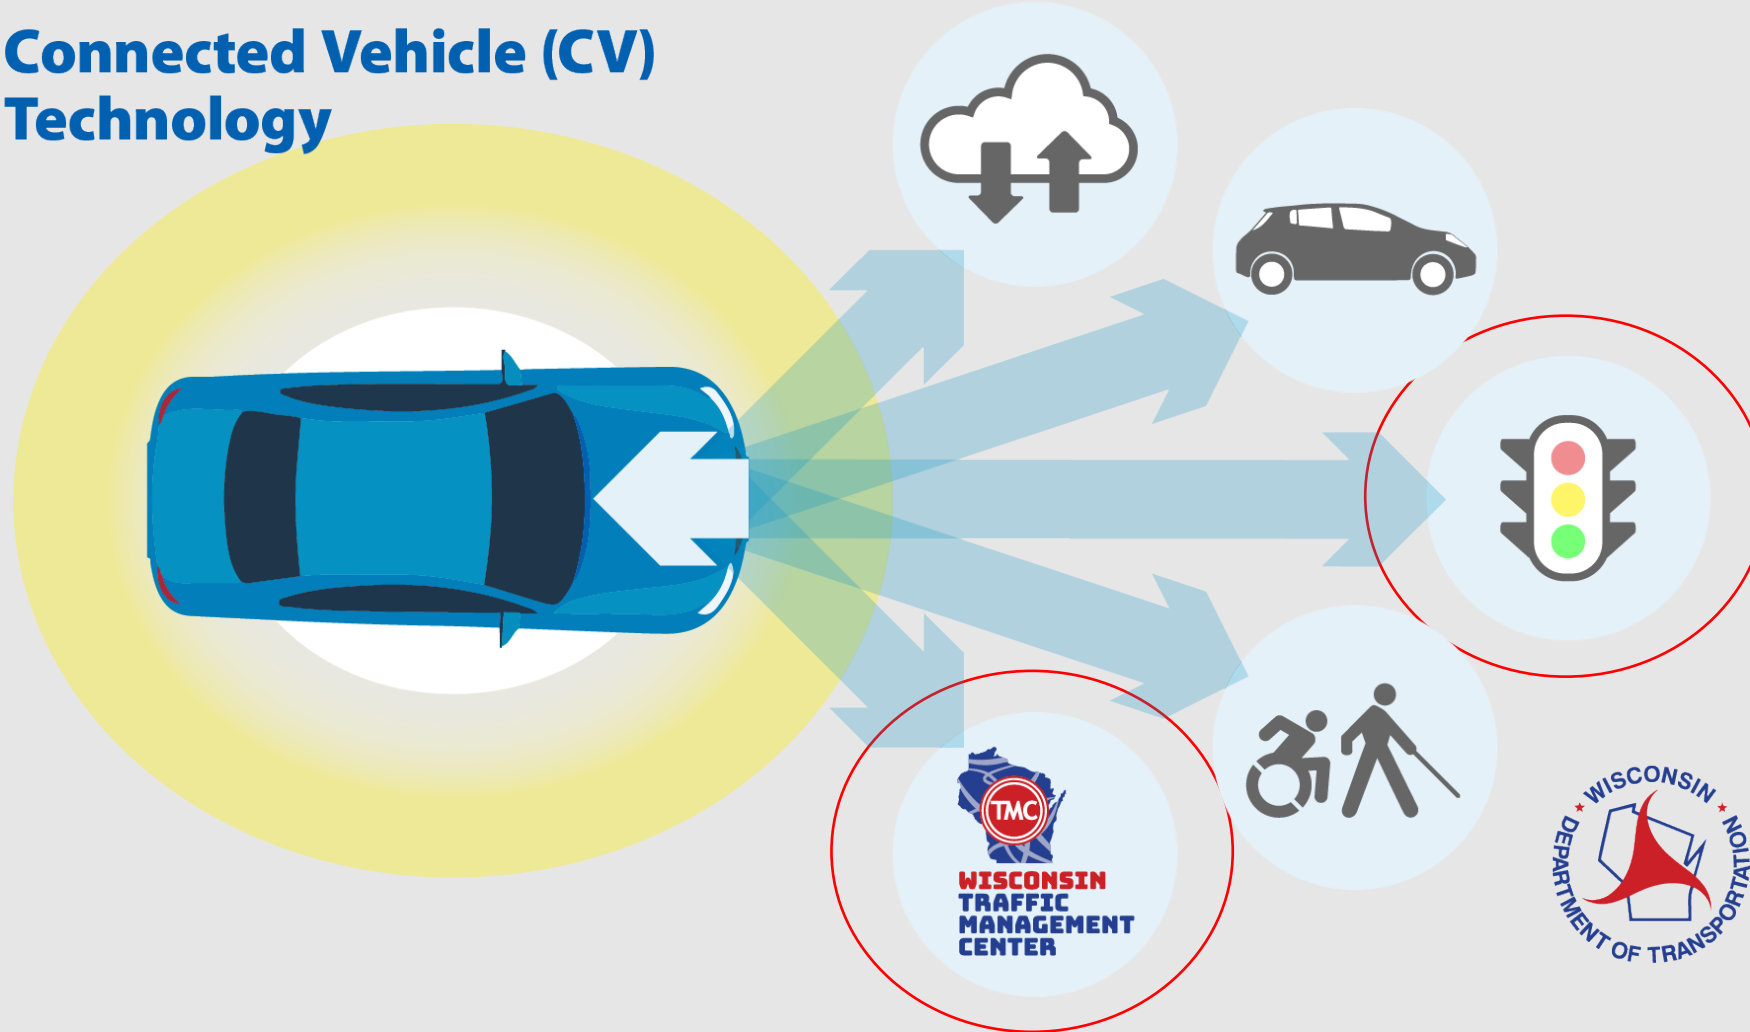 Connected Vehicle (CV)
Technology
TMC
WISCONSIN
TRAFFIC
MANAGEMENT
CENTER
WISCONSIN
DEPARTMENT OF TRANSPORTATION